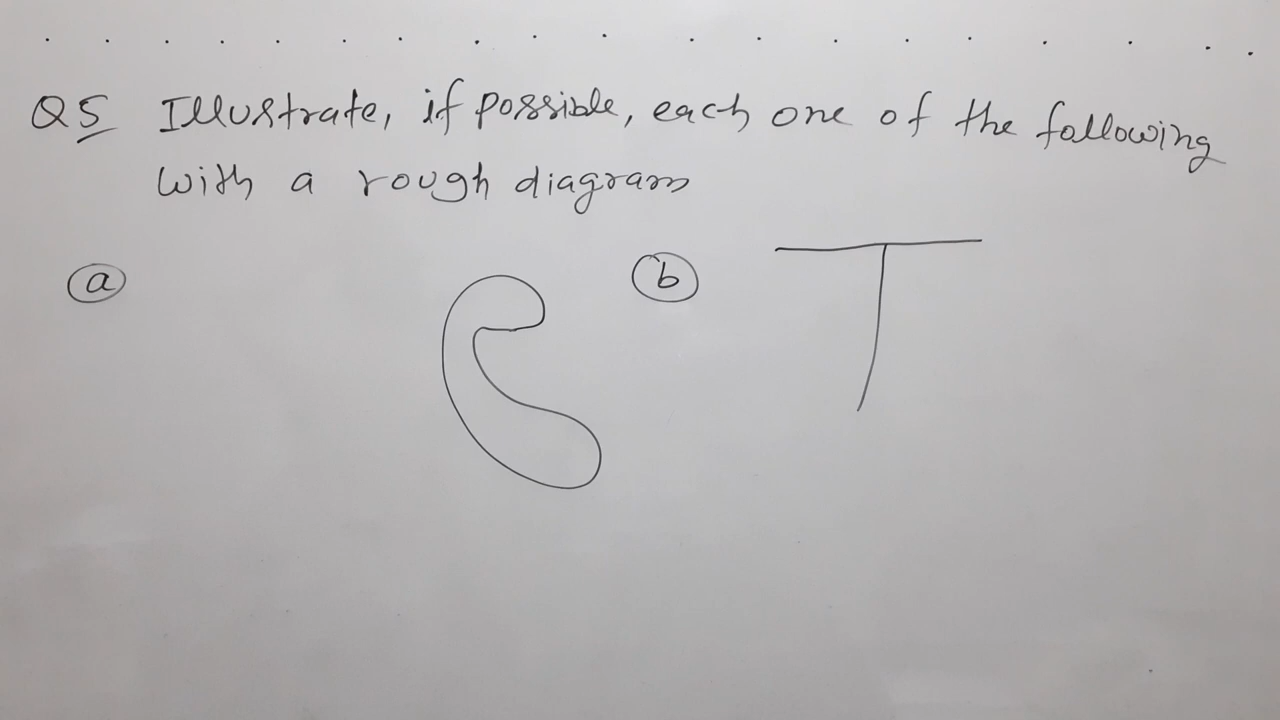 Q5 Illustrate, if possible, each one of the following
with a rough diagram
(a) (b)